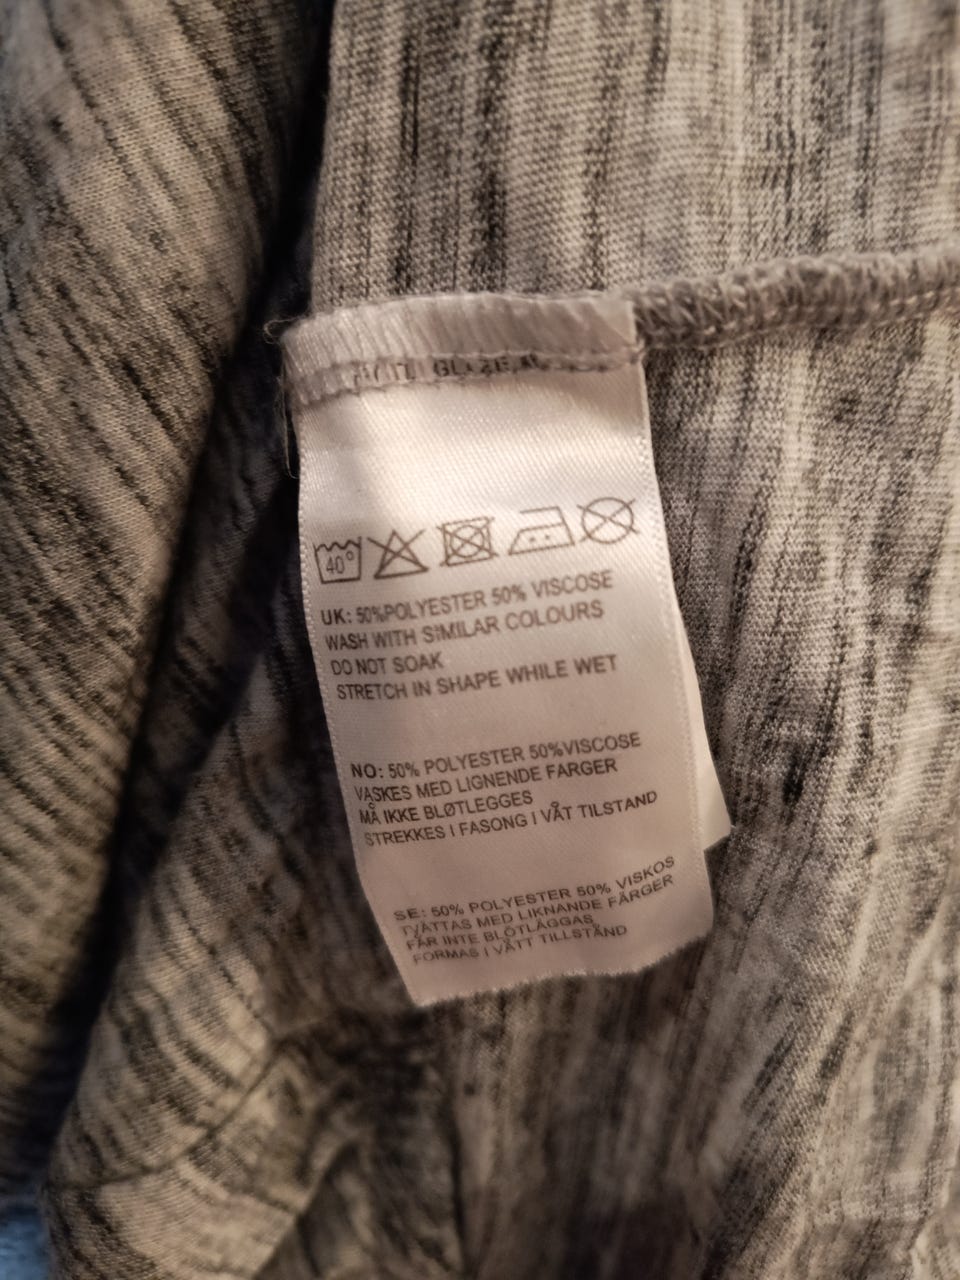 40°
UK: 50%POLYESTER 50% VISCOSE
WASH WITH SIMILAR COLOURS
DO NOT SOAK
STRETCH IN SHAPE WHILE WET
NO: 50% POLYESTER 50%VISCOSE
VASKES MED LIGNENDE FARGER
MÅ IKKE BLØTLEGGES
STREKKES I FASONG I VÅT TILSTAND
SE: 50% POLYESTER 50% VISKOS
TVÄTTAS MED LIKNANDE FÄRGER
FÅR INTE BLÖTLÄGGAS
FORMAS I VÅTT TILLSTÅND